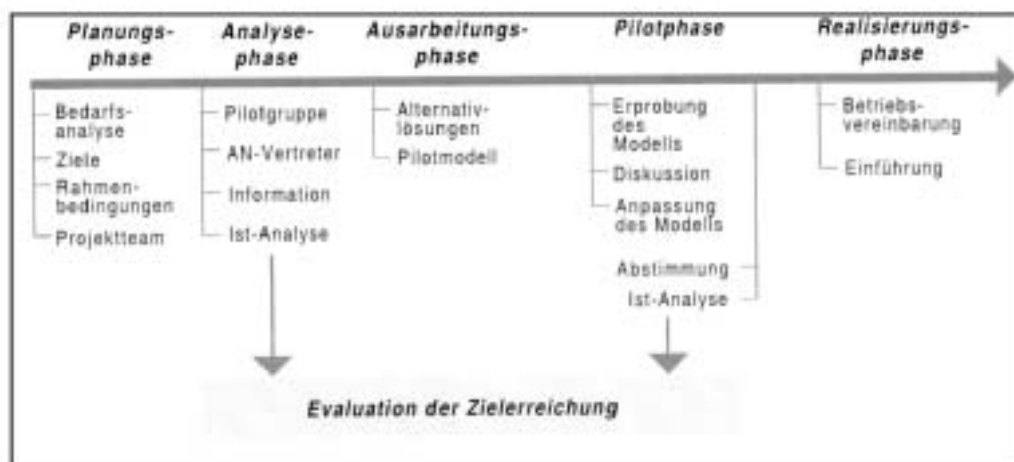 Planungs-
phase
Bedarfs-
analyse
Ziele
Rahmen-
bedingungen
Projektteam
Analyse-
phase
Pilotgruppe
AN-Vertreter
Information
Ist-Analyse
Ausarbeitungs-
phase
Alternativ-
lösungen
Pilotmodell
Pilotphase
Erprobung
des
Modells
Diskussion
Anpassung
des Modells
Abstimmung
Ist-Analyse
Realisierungs-
phase
Betriebs-
vereinbarung
Einführung
Evaluation der Zielerreichung